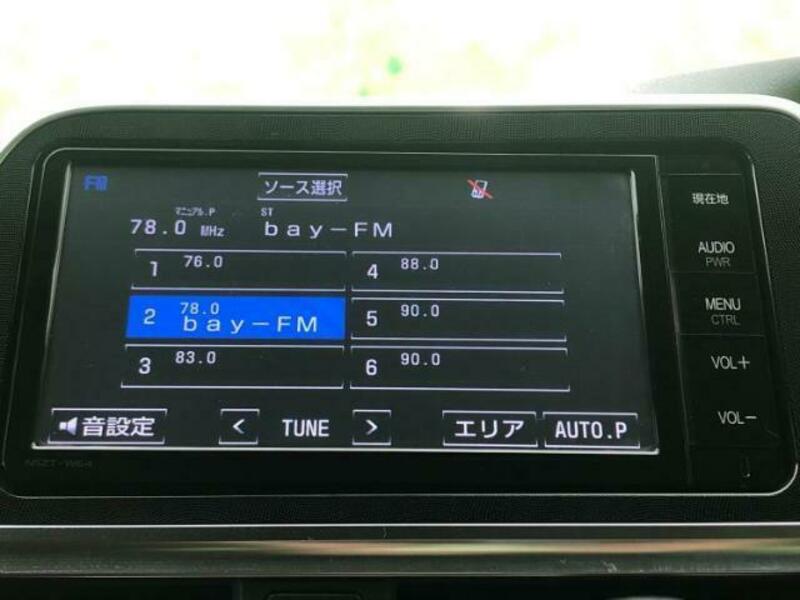 FM
ソース選択
マニュアル.P ST
78.0 MHz bay-FM
1 76.0
2 78.0 bay-FM
3 83.0
4 88.0
5 90.0
6 90.0
音設定
< TUNE >
エリア
AUTO.P
現在地
AUDIO
PWR
MENU
CTRL
VOL+
VOL-
NSZT-W64